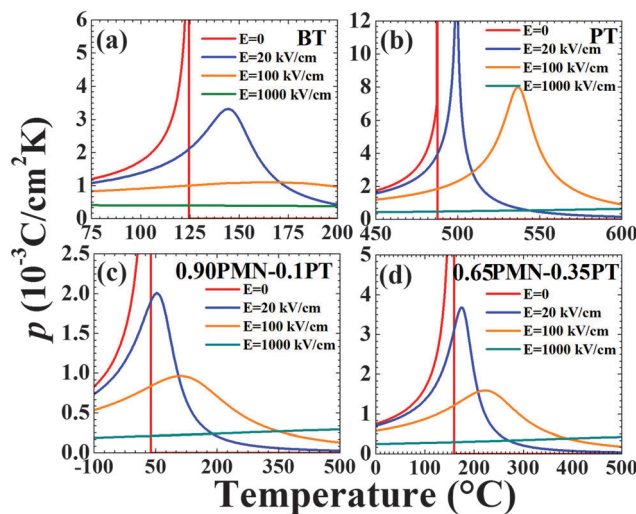 p (10⁻³C/cm²K)
(a)
BT
E=0
E=20 kV/cm
E=100 kV/cm
E=1000 kV/cm
6
5
4
3
2
1
0
75 100 125 150 175 200
(b)
PT
E=0
E=20 kV/cm
E=100 kV/cm
E=1000 kV/cm
12
10
8
6
4
2
0
450 500 550 600
(c)
0.90PMN-0.1PT
E=0
E=20 kV/cm
E=100 kV/cm
E=1000 kV/cm
2.5
2.0
1.5
1.0
0.5
0.0
-100 50 200 350 500
(d)
0.65PMN-0.35PT
E=0
E=20 kV/cm
E=100 kV/cm
E=1000 kV/cm
5
4
3
2
1
0
0 100 200 300 400 500
Temperature (°C)